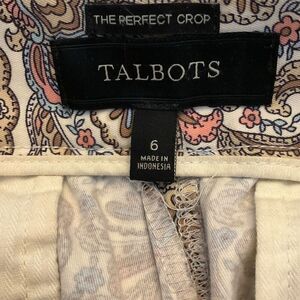 THE PERFECT CROP
TALBOTS
6
MADE IN
INDONESIA